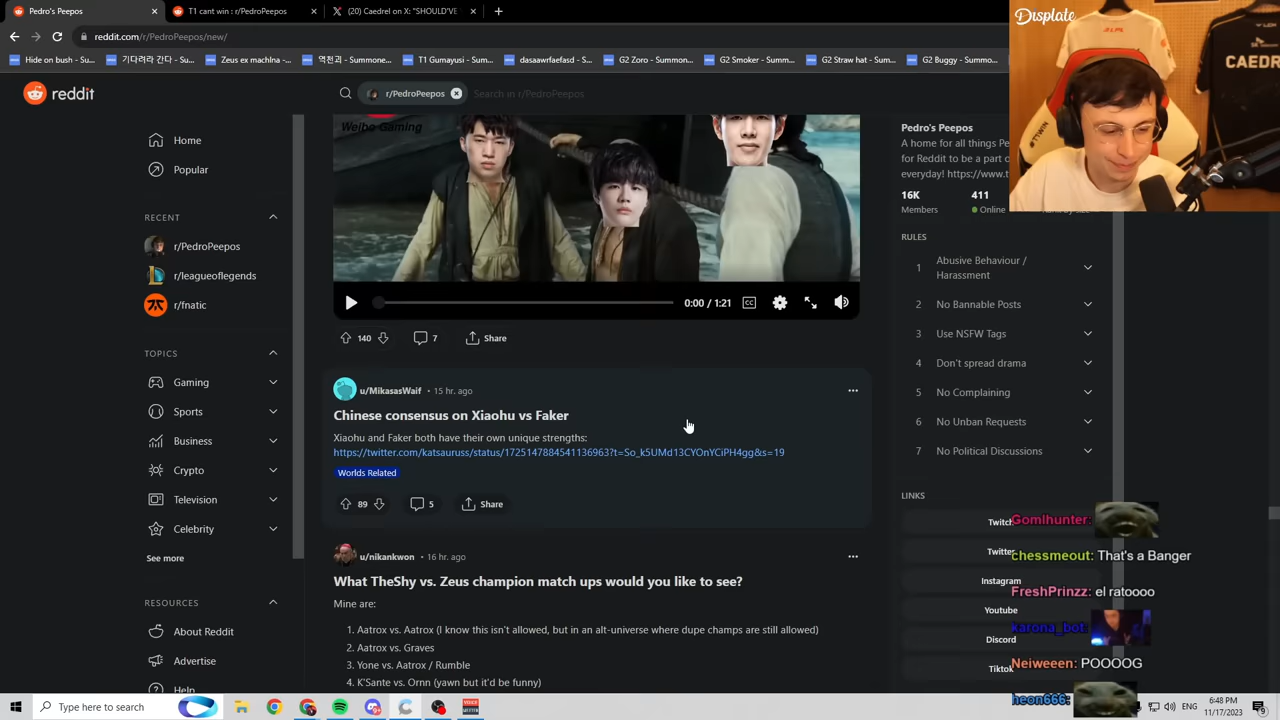 Pedro's Peepos
T1 cant win : r/PedroPeepos
(20) Caedrel on X: "SHOULD'VE
reddit.com/r/PedroPeepos/new/
Hide on bush - Su...
기다려라 간다 - Su...
Zeus ex machIna - ...
역천괴 - Summon...
T1 Gumayusi - Sum...
dasaawfaefasd - S...
G2 Zoro - Summon...
G2 Smoker - Summ...
G2 Straw hat - Sum...
G2 Buggy - Summ...
Displate
CAEDR
reddit
r/PedroPeepos
Search in r/PedroPeepos
Home
Popular
RECENT
r/PedroPeepos
r/leagueoflegends
r/fnatic
TOPICS
Gaming
Sports
Business
Crypto
Television
Celebrity
See more
RESOURCES
About Reddit
Advertise
Help
Weibo Gaming
0:00 / 1:21
CC
140
7
Share
u/MikasasWaif • 15 hr. ago
Chinese consensus on Xiaohu vs Faker
Xiaohu and Faker both have their own unique strengths:
https://twitter.com/katsauruss/status/1725147884541136963?t=So_k5UMd13CYOnYCiPH4gg&s=19
Worlds Related
89
5
Share
u/nikankwon • 16 hr. ago
What TheShy vs. Zeus champion match ups would you like to see?
Mine are:
1. Aatrox vs. Aatrox (I know this isn't allowed, but in an alt-universe where dupe champs are still allowed)
2. Aatrox vs. Graves
3. Yone vs. Aatrox / Rumble
4. K'Sante vs. Ornn (yawn but it'd be funny)
Pedro's Peepos
A home for all things Pe
for Reddit to be a part o
everyday! https://www.t
16K
Members
411
Online
RULES
1 Abusive Behaviour /
Harassment
2 No Bannable Posts
3 Use NSFW Tags
4 Don't spread drama
5 No Complaining
6 No Unban Requests
7 No Political Discussions
LINKS
Twitch
Twitter
Instagram
Youtube
Discord
Tiktok
Gomlhunter:
chessmeout: That's a Banger
FreshPrinzz: el ratoooo
karona_bot:
Neiweeen: POOOOG
heon666:
Type here to search
ENG
6:48 PM
11/17/2023